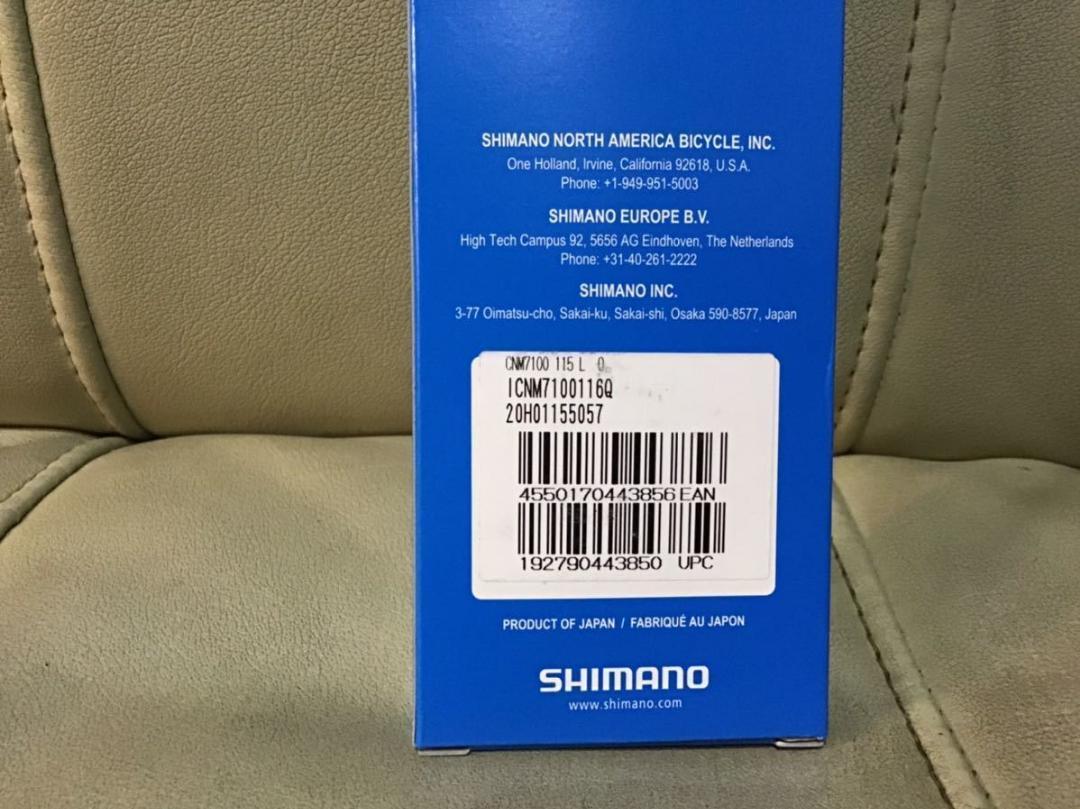 SHIMANO NORTH AMERICA BICYCLE, INC.
One Holland, Irvine, California 92618, U.S.A.
Phone: +1-949-951-5003
SHIMANO EUROPE B.V.
High Tech Campus 92, 5656 AG Eindhoven, The Netherlands
Phone: +31-40-261-2222
SHIMANO INC.
3-77 Oimatsu-cho, Sakai-ku, Sakai-shi, Osaka 590-8577, Japan
CNM7100 115 L 0
ICNM7100116Q
20H01155057
4550170443856 EAN
192790443850 UPC
PRODUCT OF JAPAN / FABRIQUÉ AU JAPON
SHIMANO
www.shimano.com